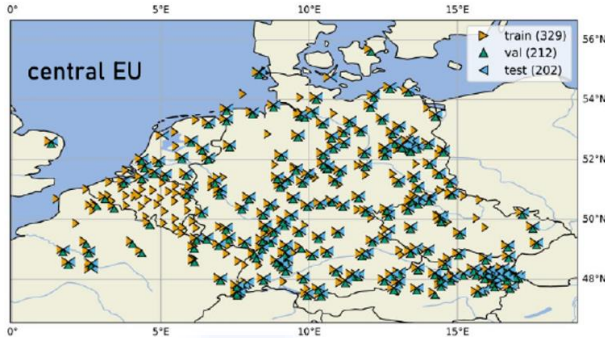 0° 5°E 10°E 15°E
central EU
train (329)
val (212)
test (202)
56°N
54°N
52°N
50°N
48°N
0° 5°E 10°E 15°E